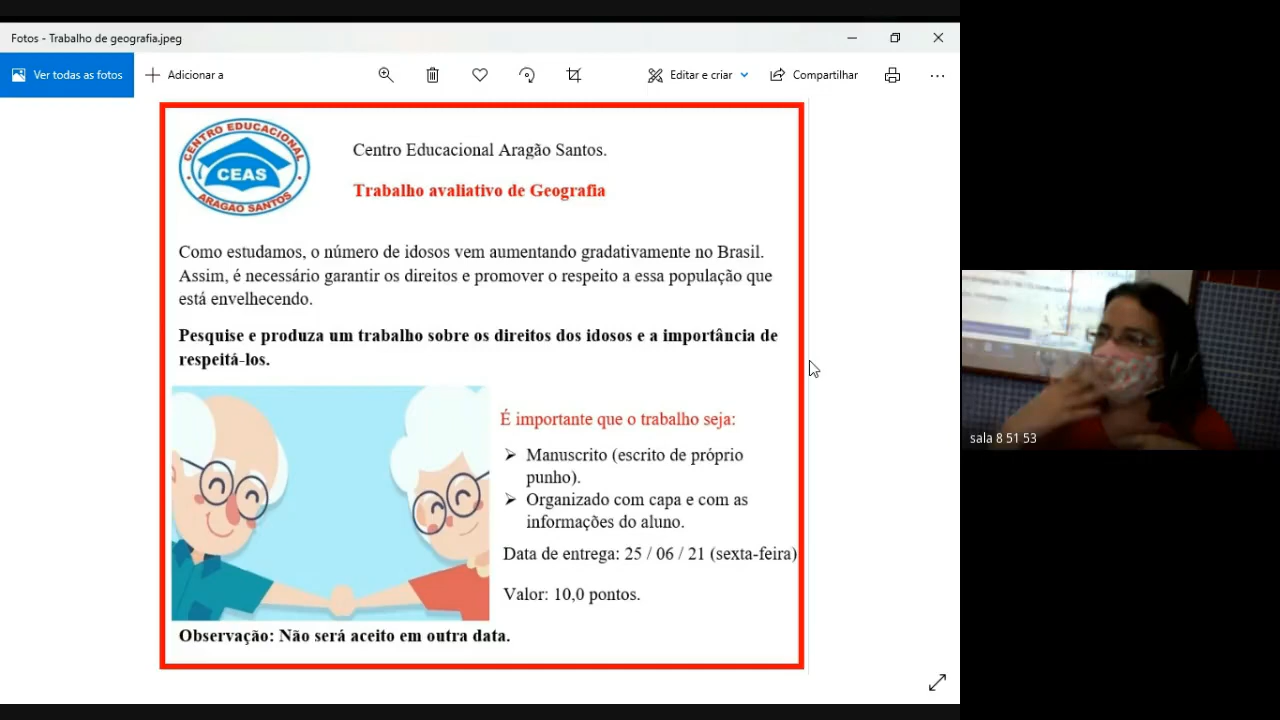 Fotos - Trabalho de geografia.jpeg
Ver todas as fotos
Adicionar a
Editar e criar
Compartilhar
CENTRO EDUCACIONAL
CEAS
ARAGÃO SANTOS
Centro Educacional Aragão Santos.
Trabalho avaliativo de Geografia
Como estudamos, o número de idosos vem aumentando gradativamente no Brasil.
Assim, é necessário garantir os direitos e promover o respeito a essa população que
está envelhecendo.
Pesquise e produza um trabalho sobre os direitos dos idosos e a importância de
respeitá-los.
É importante que o trabalho seja:
➢ Manuscrito (escrito de próprio
punho).
➢ Organizado com capa e com as
informações do aluno.
Data de entrega: 25 / 06 / 21 (sexta-feira)
Valor: 10,0 pontos.
Observação: Não será aceito em outra data.
sala 8 51 53